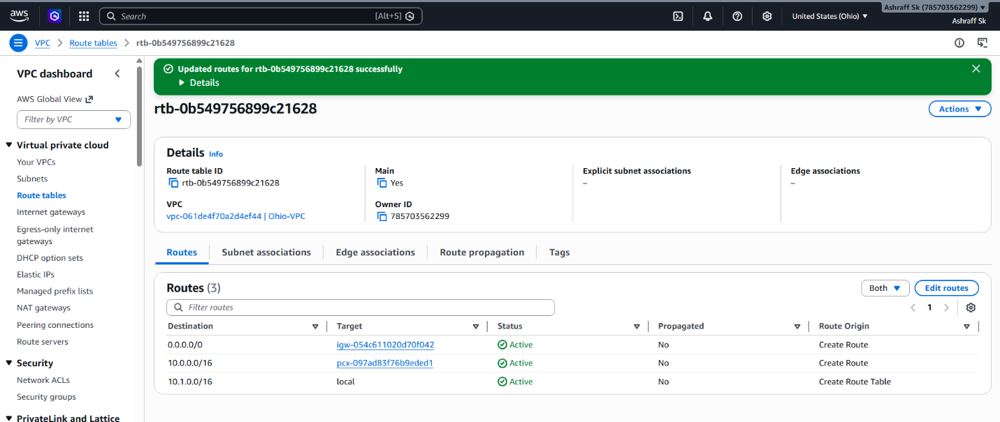 aws
Search [Alt+S]
United States (Ohio)
Ashraff Sk (785703562299)
Ashraff Sk
VPC
Route tables
rtb-0b549756899c21628
VPC dashboard
AWS Global View
Filter by VPC
Virtual private cloud
Your VPCs
Subnets
Route tables
Internet gateways
Egress-only internet
gateways
DHCP option sets
Elastic IPs
Managed prefix lists
NAT gateways
Peering connections
Route servers
Security
Network ACLs
Security groups
PrivateLink and Lattice
Updated routes for rtb-0b549756899c21628 successfully
Details
rtb-0b549756899c21628
Actions
Details Info
Route table ID
rtb-0b549756899c21628
Main
Yes
Explicit subnet associations
–
Edge associations
–
VPC
vpc-061de4f70a2d4ef44 | Ohio-VPC
Owner ID
785703562299
Routes Subnet associations Edge associations Route propagation Tags
Routes (3)
Both
Edit routes
Filter routes
1
Destination Target Status Propagated Route Origin
0.0.0.0/0 igw-054c611020d70f042 Active No Create Route
10.0.0.0/16 pcx-097ad83f76b9eded1 Active No Create Route
10.1.0.0/16 local Active No Create Route Table